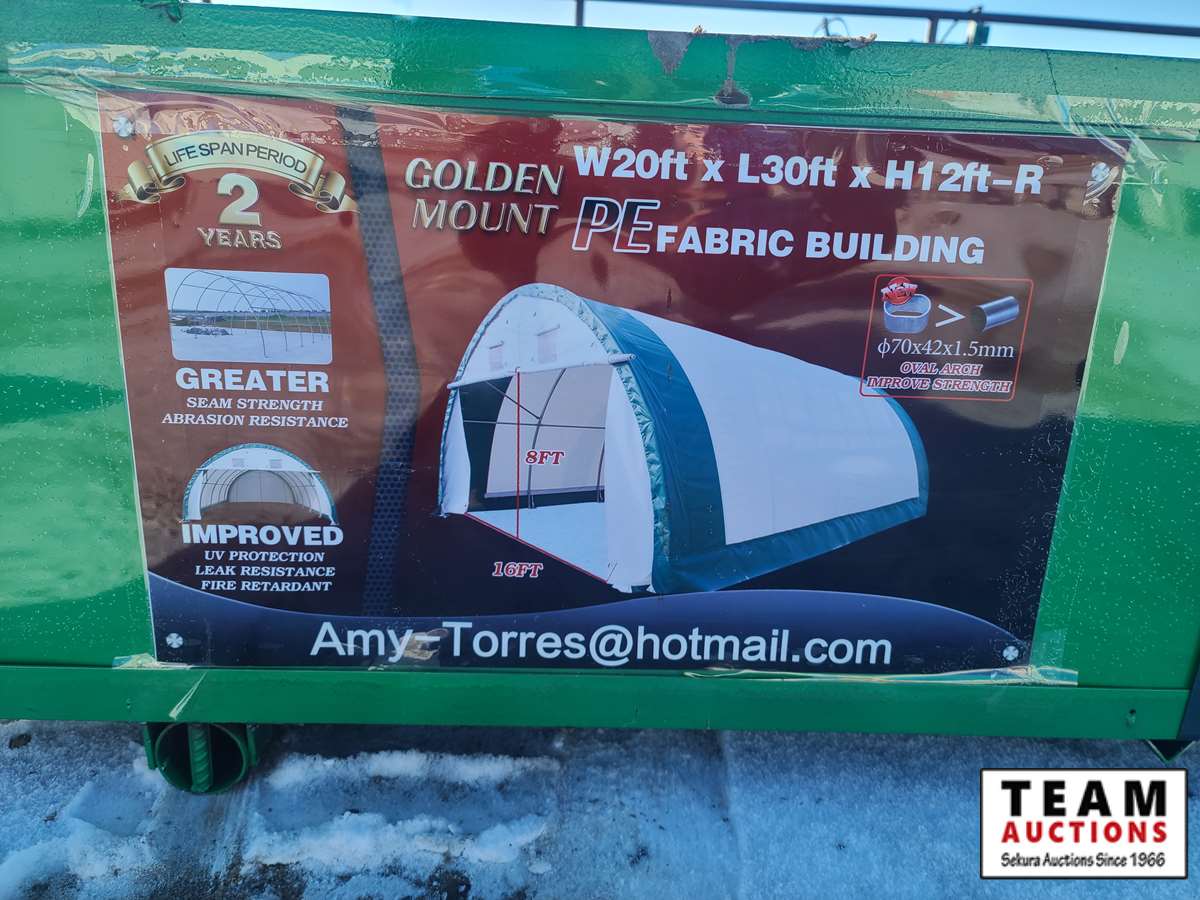 LIFE SPAN PERIOD
2
YEARS
GOLDEN
MOUNT
W20ft x L30ft x H12ft-R
PE FABRIC BUILDING
NEW
>
ф70x42x1.5mm
OVAL ARCH
IMPROVE STRENGTH
GREATER
SEAM STRENGTH
ABRASION RESISTANCE
8FT
16FT
IMPROVED
UV PROTECTION
LEAK RESISTANCE
FIRE RETARDANT
Amy-Torres@hotmail.com
TEAM
AUCTIONS
Sekura Auctions Since 1966